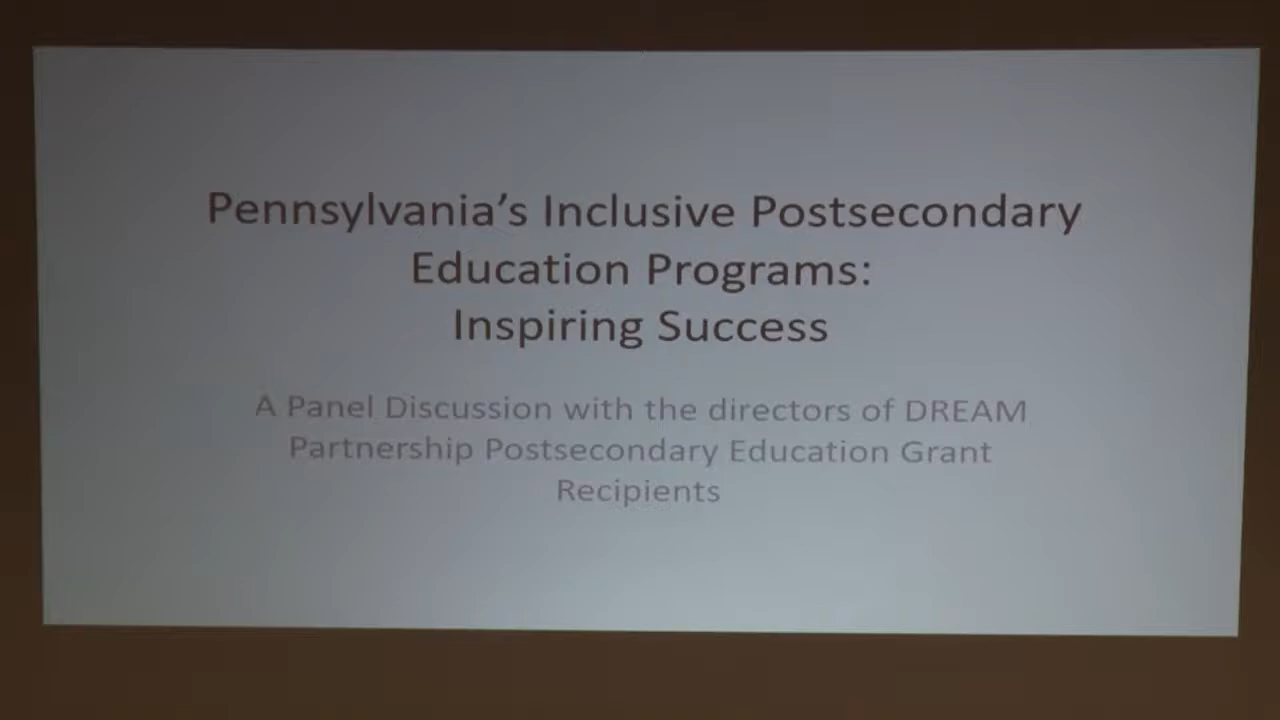 Pennsylvania’s Inclusive Postsecondary
Education Programs:
Inspiring Success
A Panel Discussion with the directors of DREAM
Partnership Postsecondary Education Grant
Recipients